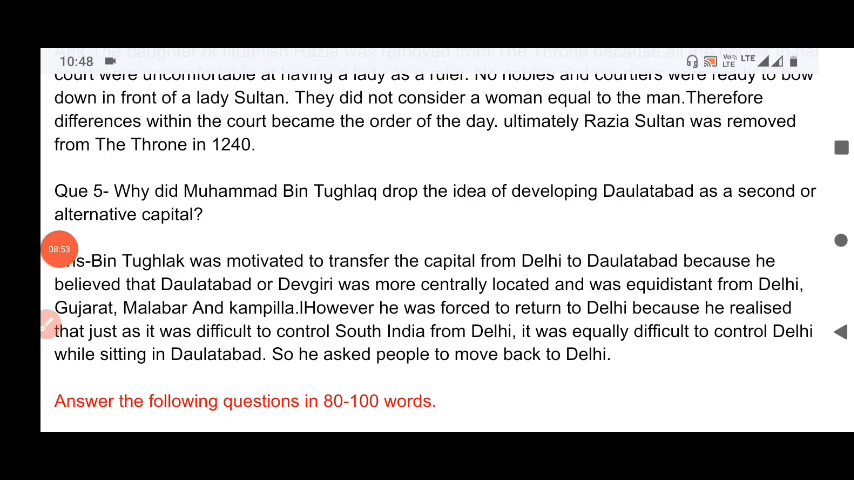 10:48
Vo)) LTE LTE
court were uncomfortable at having a lady as a ruler. No nobles and courtiers were ready to bow
down in front of a lady Sultan. They did not consider a woman equal to the man.Therefore
differences within the court became the order of the day. ultimately Razia Sultan was removed
from The Throne in 1240.
Que 5- Why did Muhammad Bin Tughlaq drop the idea of developing Daulatabad as a second or
alternative capital?
08:53
Ans-Bin Tughlak was motivated to transfer the capital from Delhi to Daulatabad because he
believed that Daulatabad or Devgiri was more centrally located and was equidistant from Delhi,
Gujarat, Malabar And kampilla.lHowever he was forced to return to Delhi because he realised
that just as it was difficult to control South India from Delhi, it was equally difficult to control Delhi
while sitting in Daulatabad. So he asked people to move back to Delhi.
Answer the following questions in 80-100 words.